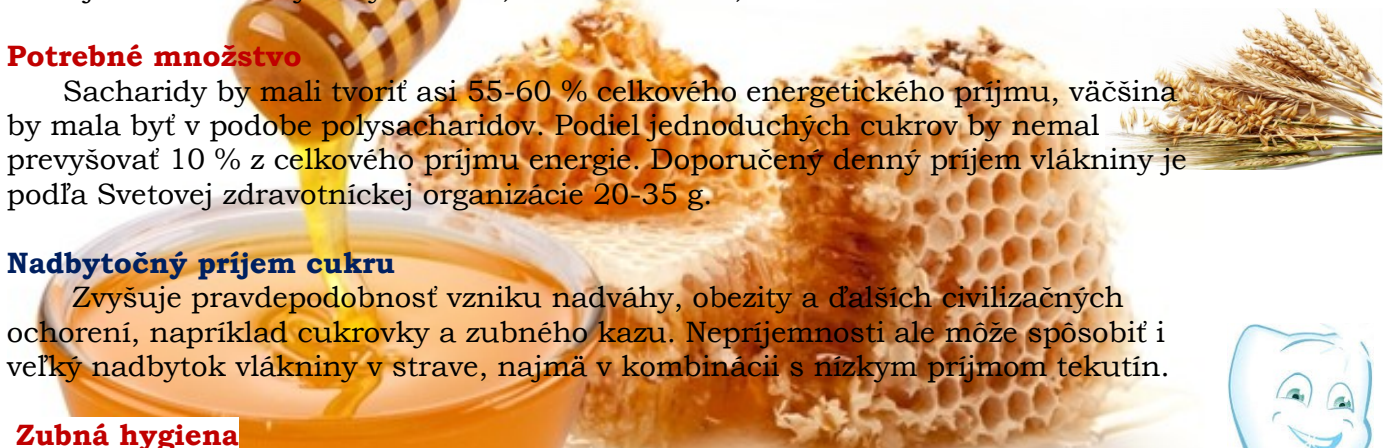 Potrebné množstvo
Sacharidy by mali tvoriť asi 55-60 % celkového energetického príjmu, väčšina
by mala byť v podobe polysacharidov. Podiel jednoduchých cukrov by nemal
prevyšovať 10 % z celkového príjmu energie. Doporučený denný príjem vlákniny je
podľa Svetovej zdravotníckej organizácie 20-35 g.
Nadbytočný príjem cukru
Zvyšuje pravdepodobnosť vzniku nadváhy, obezity a ďalších civilizačných
ochorení, napríklad cukrovky a zubného kazu. Nepríjemnosti ale môže spôsobiť i
veľký nadbytok vlákniny v strave, najmä v kombinácii s nízkym príjmom tekutín.
Zubná hygiena